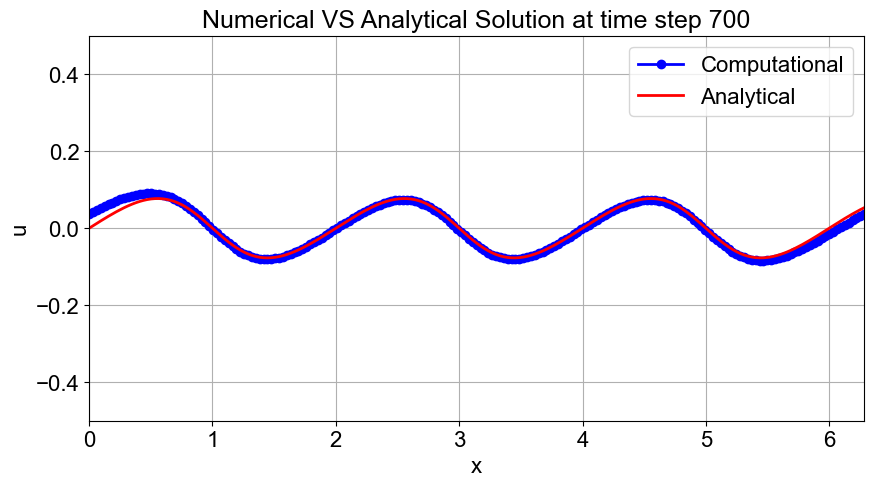 Numerical VS Analytical Solution at time step 700
Computational
Analytical
0.4
0.2
0.0
−0.2
−0.4
u
0 1 2 3 4 5 6
x